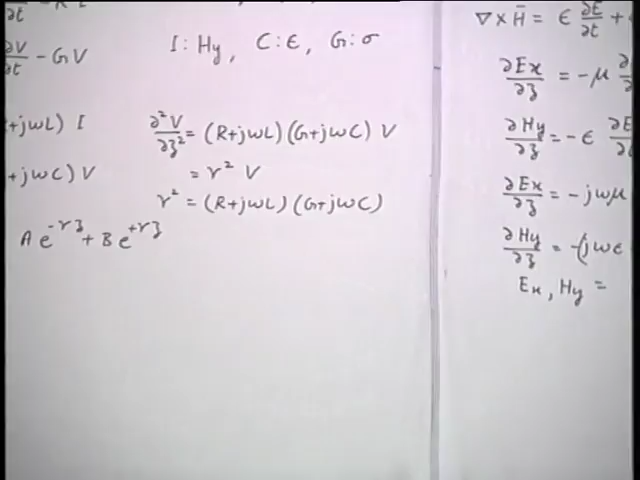 ∂t
∂V/∂t - GV
I : Hy, C : ϵ, G : σ
+jωL) I
∂²V/∂z² = (R+jωL)(G+jωC) V
+jωC) V
= γ² V
γ² = (R+jωL)(G+jωC)
A e^{-γz} + B e^{+γz}
∇ × H̄ = ϵ ∂E/∂t +
∂Ex/∂z = -μ
∂Hy/∂z = -ϵ ∂E
∂Ex/∂z = -jωμ
∂Hy/∂z = -(jωϵ
Ex, Hy =